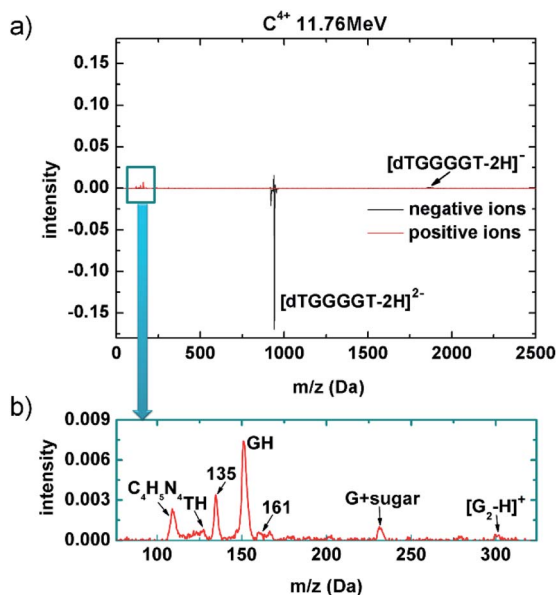 a)
C⁴⁺ 11.76MeV
0.15
0.10
0.05
0.00
-0.05
-0.10
-0.15
intensity
[dTGGGGT-2H]⁻
negative ions
positive ions
[dTGGGGT-2H]²⁻
0 500 1000 1500 2000 2500
m/z (Da)
b)
0.009
0.006
0.003
0.000
intensity
C₄H₅N₄
TH
135
GH
161
G+sugar
[G₂-H]⁺
100 150 200 250 300
m/z (Da)